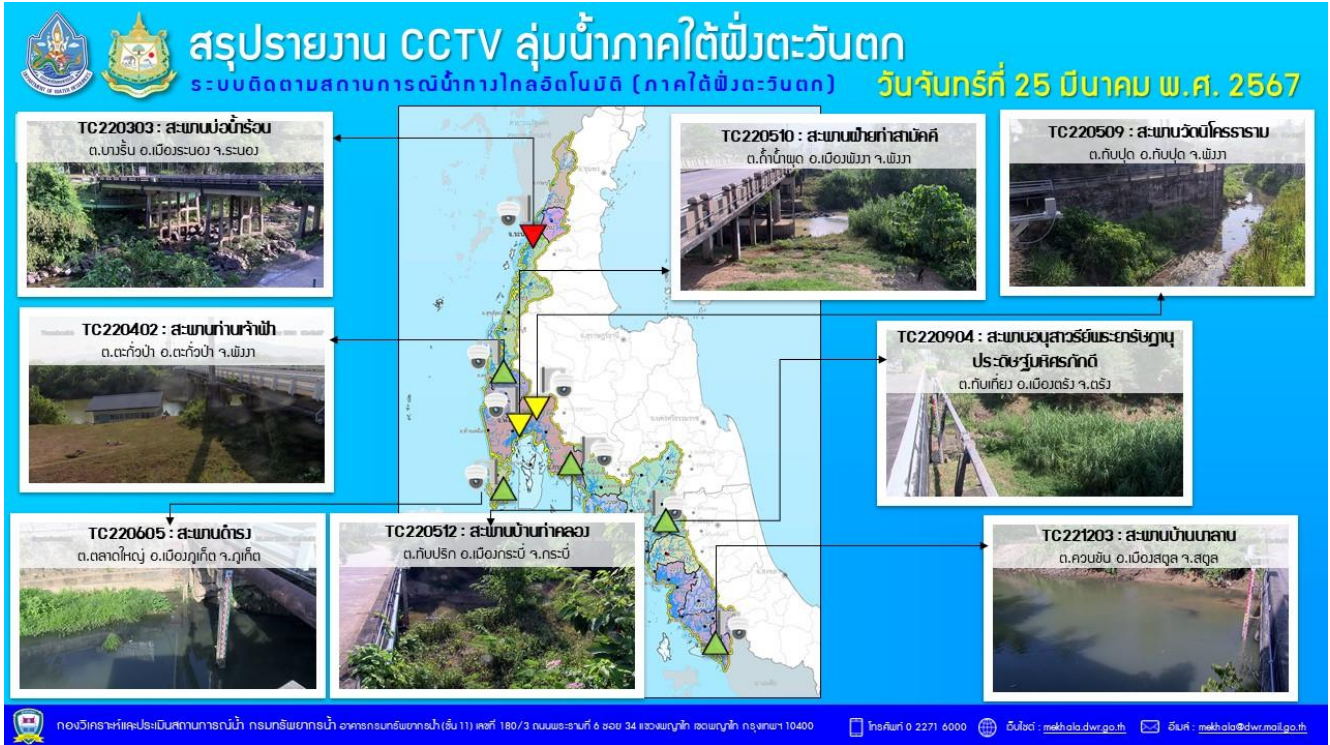 สรุปรายงาน CCTV ลุ่มน้ำภาคใต้ฝั่งตะวันตก
ระบบติดตามสถานการณ์น้ำทางไกลอัตโนมัติ (ภาคใต้ฝั่งตะวันตก)
วันจันทร์ที่ 25 มีนาคม พ.ศ. 2567
TC220303 : สะพานบ่อน้ำร้อน
ต.บางริ้น อ.เมืองระนอง จ.ระนอง
TC220510 : สะพานฝ่ายท่าสามัคคี
ต.ถ้ำน้ำผุด อ.เมืองพังงา จ.พังงา
TC220509 : สะพานวัดนิโครธาราม
ต.ทับปุด อ.ทับปุด จ.พังงา
TC220402 : สะพานท่านเจ้าฟ้า
ต.ตะกั่วป่า อ.ตะกั่วป่า จ.พังงา
TC220904 : สะพานอนุสาวรีย์พระยารัษฎานุ
ประดิษฐ์มหิศรภักดี
ต.ทับเที่ยง อ.เมืองตรัง จ.ตรัง
TC220605 : สะพานดำรง
ต.ตลาดใหญ่ อ.เมืองภูเก็ต จ.ภูเก็ต
TC220512 : สะพานบ้านท่าคลอง
ต.ทับปริก อ.เมืองกระบี่ จ.กระบี่
TC221203 : สะพานบ้านนาลาน
ต.ควนขัน อ.เมืองสตูล จ.สตูล
กองวิเคราะห์และประเมินสถานการณ์น้ำ กรมทรัพยากรน้ำ อาคารกรมทรัพยากรน้ำ (ชั้น 11) เลขที่ 180/3 ถนนพระรามที่ 6 ซอย 34 แขวงพญาไท เขตพญาไท กรุงเทพฯ 10400
โทรศัพท์ 0 2271 6000
เว็บไซต์ : mekhala.dwr.go.th
อีเมล์ : mekhala@dwr.mail.go.th